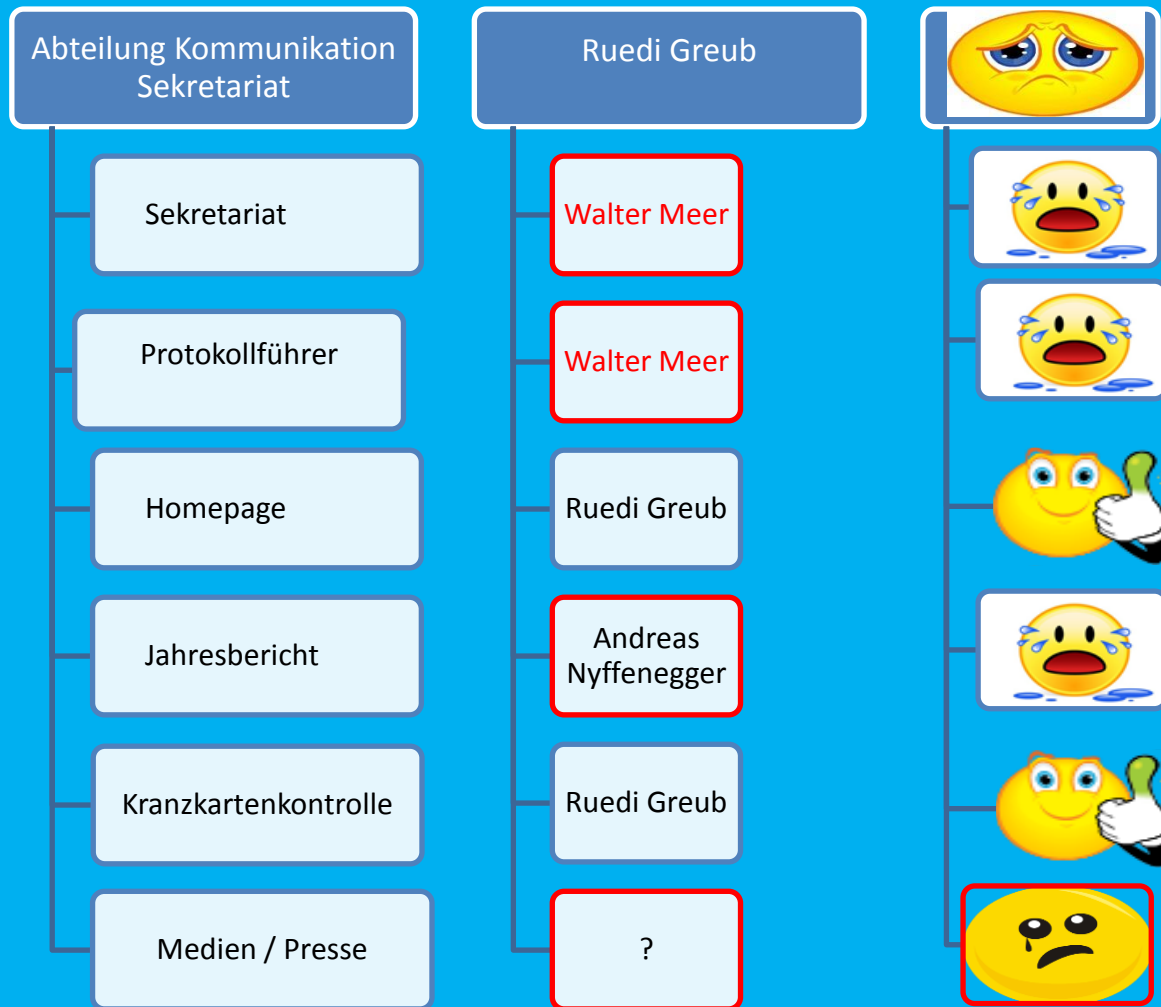 Abteilung Kommunikation
Sekretariat
Ruedi Greub
Sekretariat
Walter Meer
Protokollführer
Walter Meer
Homepage
Ruedi Greub
Jahresbericht
Andreas
Nyffenegger
Kranzkartenkontrolle
Ruedi Greub
Medien / Presse
?